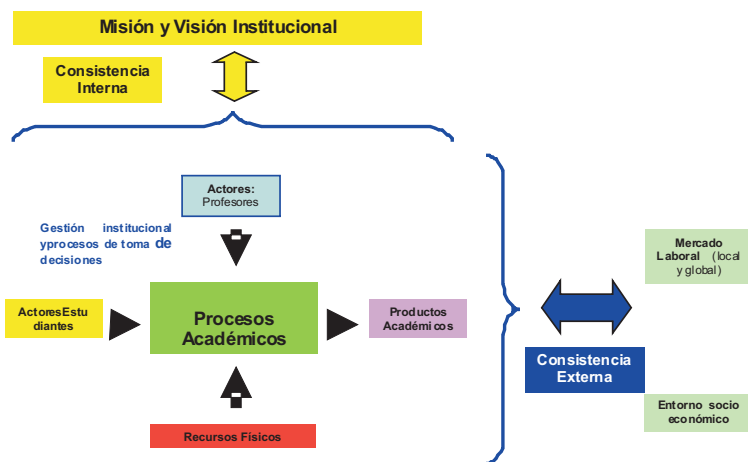 Misión y Visión Institucional
Consistencia
Interna
Actores:
Profesores
Gestión institucional
yprocesos de toma de
decisiones
Mercado
Laboral (local
y global)
ActoresEstu
diantes
Procesos
Académicos
Productos
Académicos
Consistencia
Externa
Recursos Físicos
Entorno socio
económico